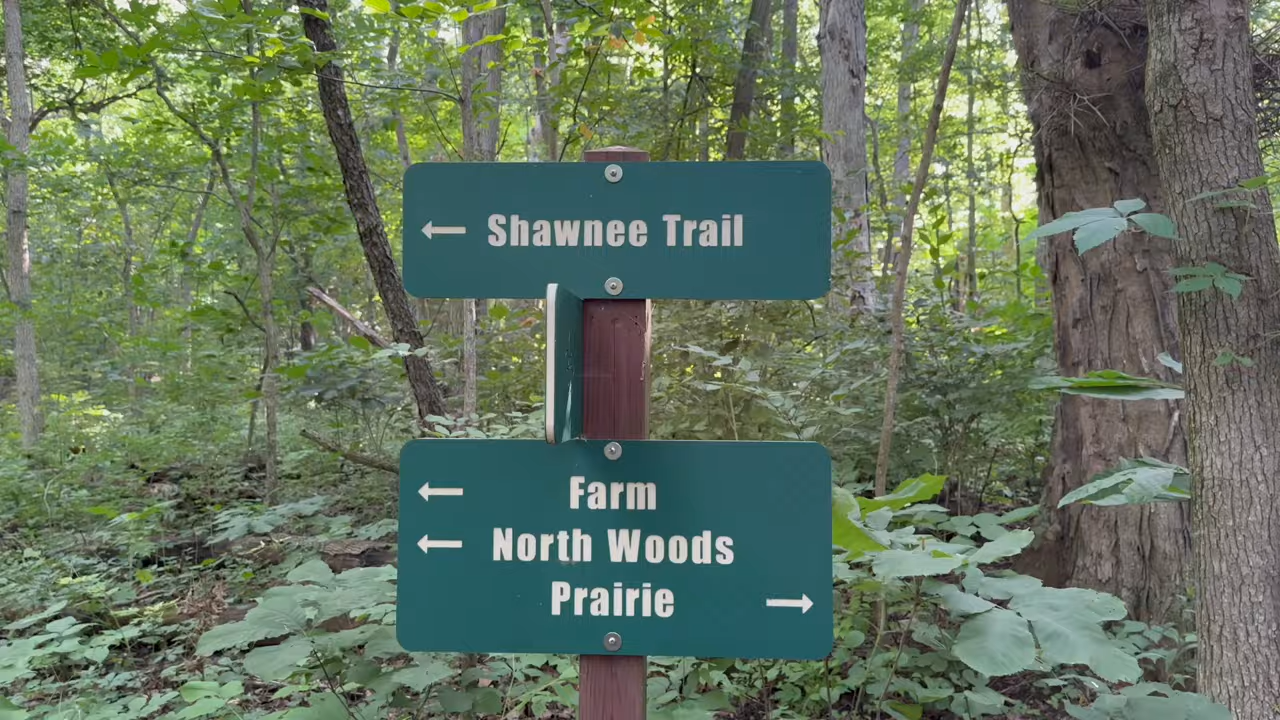 ← Shawnee Trail
← Farm
← North Woods
Prairie →